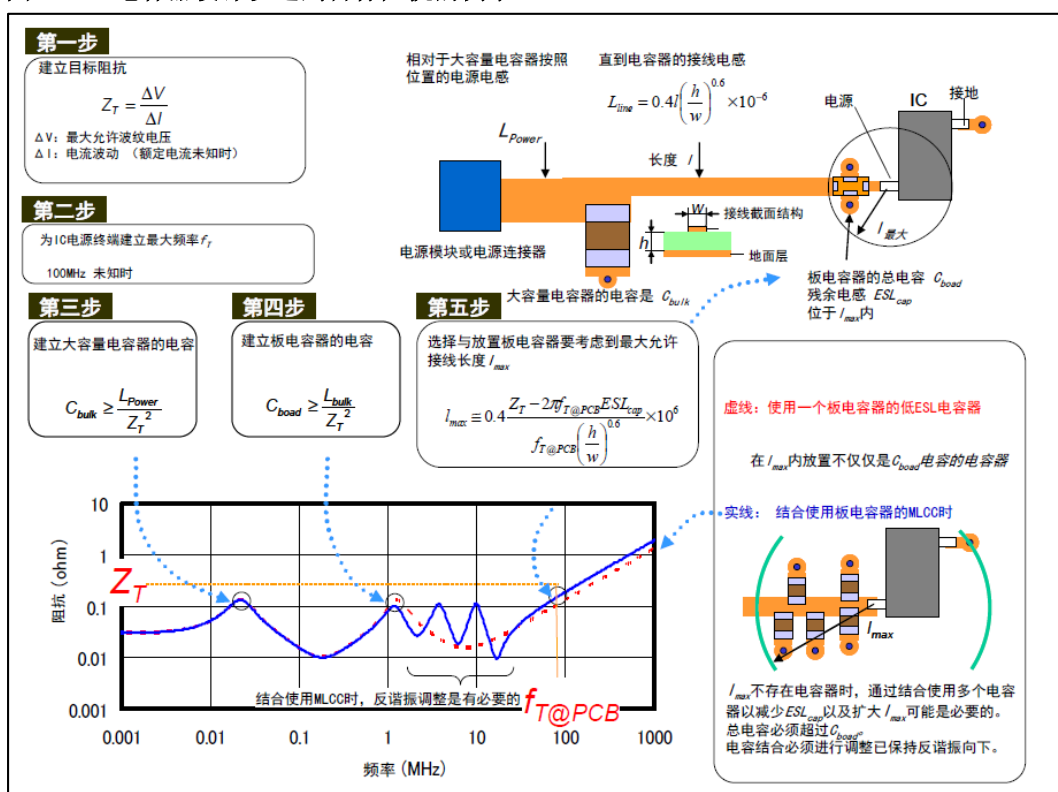 第一步
建立目标阻抗
Z_T = ΔV / ΔI
ΔV：最大允许波纹电压
ΔI：电流波动 （额定电流未知时）
第二步
为IC电源终端建立最大频率f_T
100MHz 未知时
相对于大容量电容器按照
位置的电源电感
直到电容器的接线电感
L_line = 0.4l(h/w)^0.6 ×10^-6
L_Power
长度 l
电源
IC
接地
l最大
W
接线截面结构
h
地面层
电源模块或电源连接器
大容量电容器的电容是 C_bulk
板电容器的总电容 C_boad
残余电感 ESL_cap
位于 l_max内
第三步
建立大容量电容器的电容
C_bulk ≥ L_Power / Z_T^2
第四步
建立板电容器的电容
C_boad ≥ L_bulk / Z_T^2
第五步
选择与放置板电容器要考虑到最大允许
接线长度 l_max
l_max ≡ 0.4 (Z_T − 2πf_T@PCB ESL_cap) / (f_T@PCB (h/w)^0.6) ×10^6
虚线：使用一个板电容器的低ESL电容器
在 l_max内放置不仅仅是C_boad电容的电容器
实线： 结合使用板电容器的MLCC时
l_max
l_max不存在电容器时，通过结合使用多个电容
器以减少ESL_cap以及扩大 l_max可能是必要的。
总电容必须超过C_boad。
电容结合必须进行调整已保持反谐振向下。
阻抗 (ohm)
10
1
0.1
0.01
0.001
Z_T
结合使用MLCC时，反谐振调整是有必要的
f_T@PCB
0.001
0.01
0.1
1
10
100
1000
频率 (MHz)